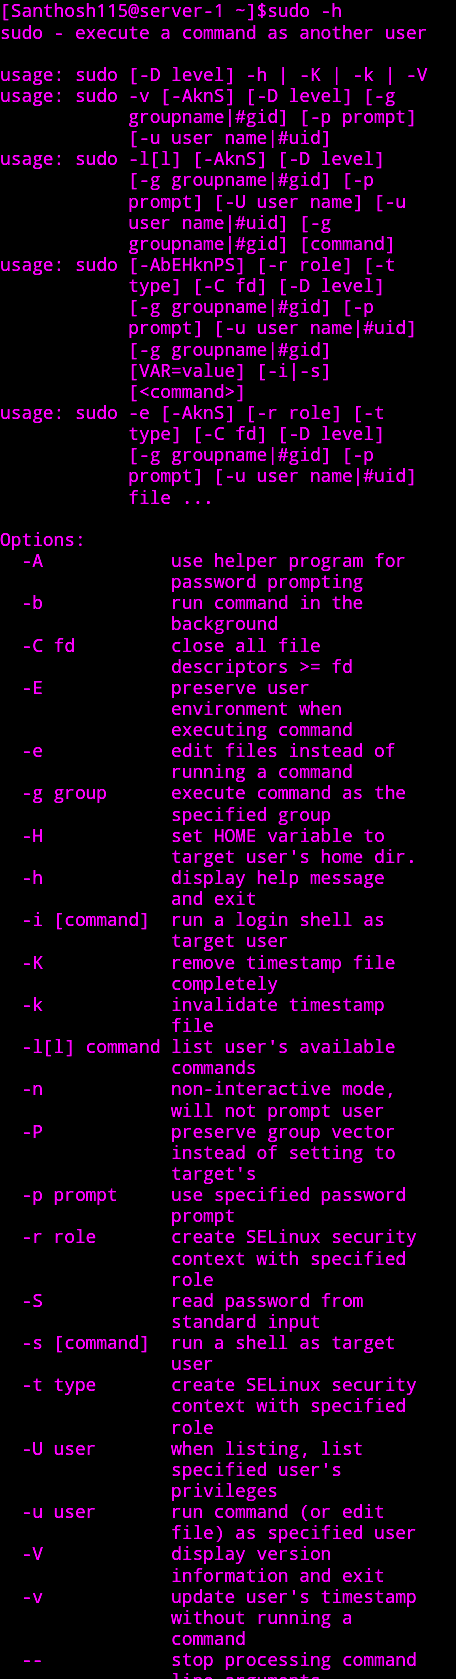 [Santhosh115@server-1 ~]$sudo -h
sudo - execute a command as another user
usage: sudo [-D level] -h | -K | -k | -V
usage: sudo -v [-AknS] [-D level] [-g
groupname|#gid] [-p prompt]
[-u user name|#uid]
usage: sudo -l[l] [-AknS] [-D level]
[-g groupname|#gid] [-p
prompt] [-U user name] [-u
user name|#uid] [-g
groupname|#gid] [command]
usage: sudo [-AbEHknPS] [-r role] [-t
type] [-C fd] [-D level]
[-g groupname|#gid] [-p
prompt] [-u user name|#uid]
[-g groupname|#gid]
[VAR=value] [-i|-s]
[<command>]
usage: sudo -e [-AknS] [-r role] [-t
type] [-C fd] [-D level]
[-g groupname|#gid] [-p
prompt] [-u user name|#uid]
file ...
Options:
-A use helper program for
password prompting
-b run command in the
background
-C fd close all file
descriptors >= fd
-E preserve user
environment when
executing command
-e edit files instead of
running a command
-g group execute command as the
specified group
-H set HOME variable to
target user's home dir.
-h display help message
and exit
-i [command] run a login shell as
target user
-K remove timestamp file
completely
-k invalidate timestamp
file
-l[l] command list user's available
commands
-n non-interactive mode,
will not prompt user
-P preserve group vector
instead of setting to
target's
-p prompt use specified password
prompt
-r role create SELinux security
context with specified
role
-S read password from
standard input
-s [command] run a shell as target
user
-t type create SELinux security
context with specified
role
-U user when listing, list
specified user's
privileges
-u user run command (or edit
file) as specified user
-V display version
information and exit
-v update user's timestamp
without running a
command
-- stop processing command
line arguments